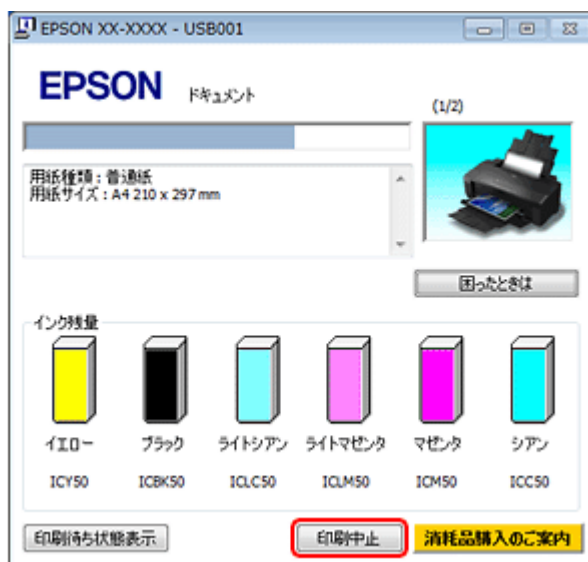 EPSON XX-XXXX - USB001
EPSON ドキュメント
(1/2)
用紙種類 : 普通紙
用紙サイズ : A4 210 x 297 mm
困ったときは
インク残量
イエロー ブラック ライトシアン ライトマゼンタ マゼンタ シアン
ICY50 ICBK50 ICLC50 ICLM50 ICM50 ICC50
印刷待ち状態表示 印刷中止 消耗品購入のご案内